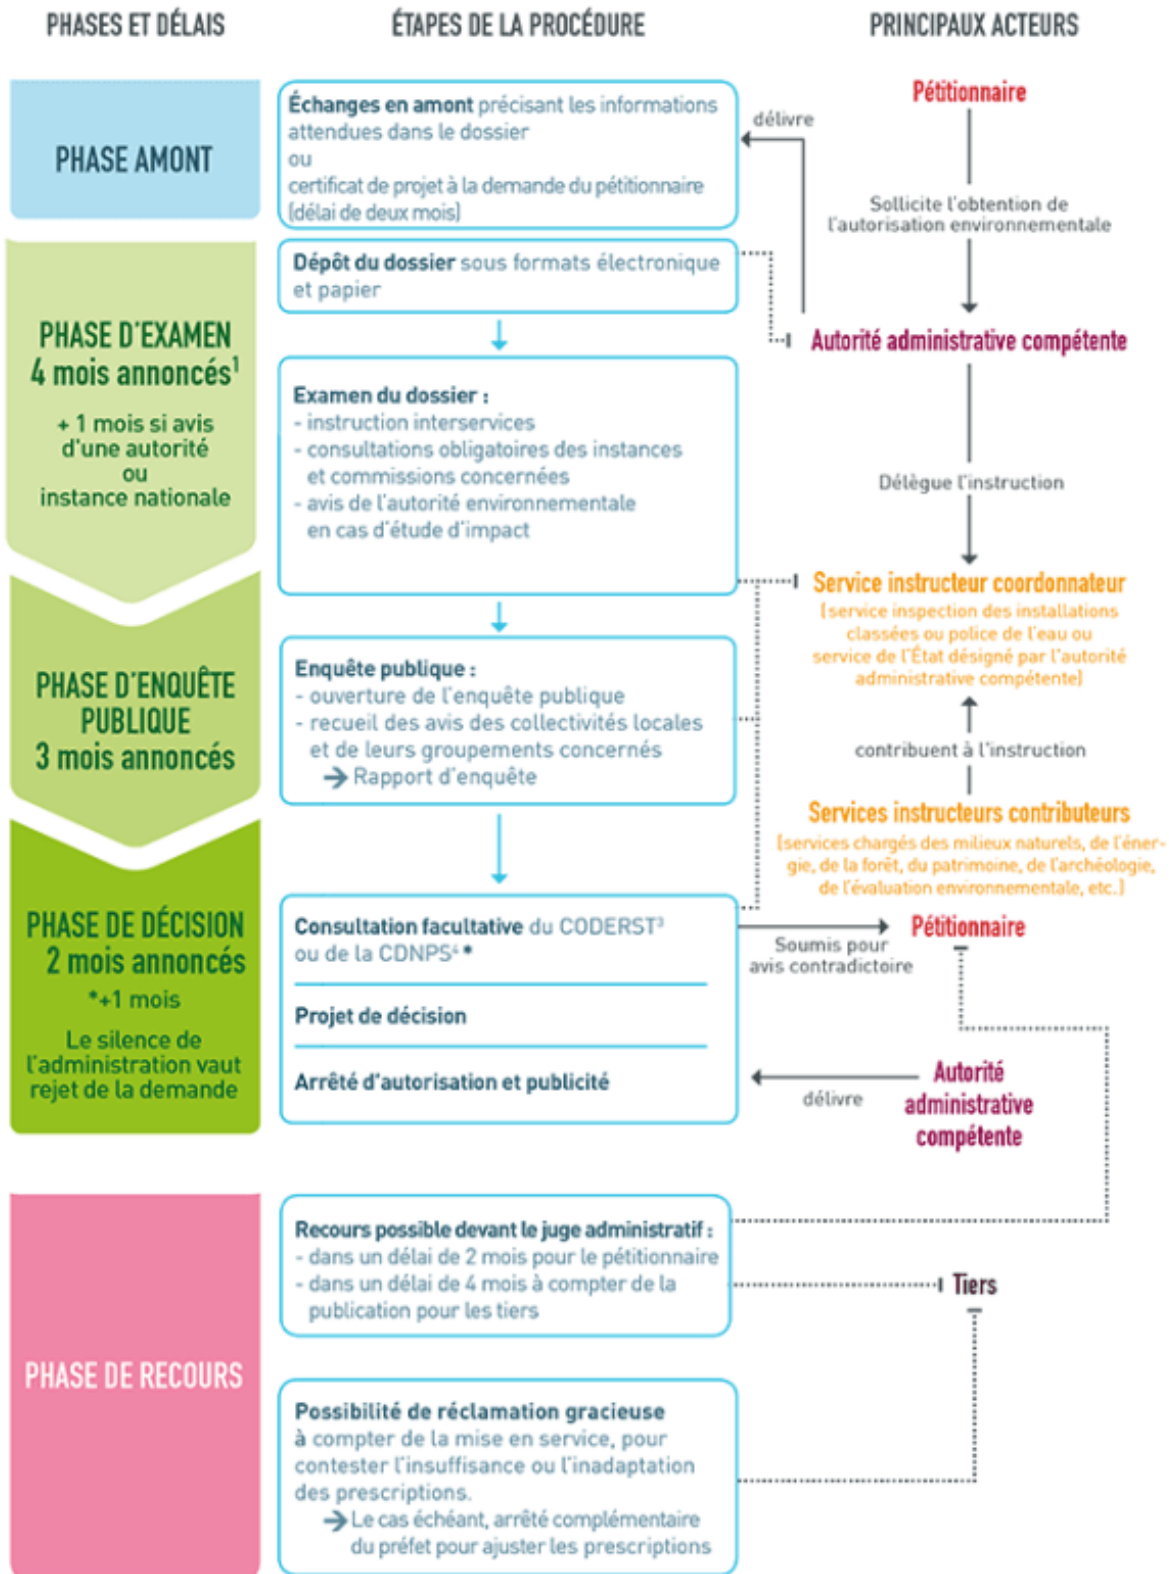 PHASES ET DÉLAIS
ÉTAPES DE LA PROCÉDURE
PRINCIPAUX ACTEURS
PHASE AMONT
Échanges en amont précisant les informations
attendues dans le dossier
ou
certificat de projet à la demande du pétitionnaire
(délai de deux mois)
délivre
Pétitionnaire
Sollicite l'obtention de
l'autorisation environnementale
PHASE D'EXAMEN
4 mois annoncés¹
+ 1 mois si avis
d'une autorité
ou
instance nationale
Dépôt du dossier sous formats électronique
et papier
Autorité administrative compétente
Examen du dossier :
- instruction interservices
- consultations obligatoires des instances
et commissions concernées
- avis de l'autorité environnementale
en cas d'étude d'impact
Délègue l'instruction
Service instructeur coordonnateur
(service inspection des installations
classées ou police de l'eau ou
service de l'État désigné par l'autorité
administrative compétente)
PHASE D'ENQUÊTE
PUBLIQUE
3 mois annoncés
Enquête publique :
- ouverture de l'enquête publique
- recueil des avis des collectivités locales
et de leurs groupements concernés
→ Rapport d'enquête
contribuent à l'instruction
Services instructeurs contributeurs
(services chargés des milieux naturels, de l'éner-
gie, de la forêt, du patrimoine, de l'archéologie,
de l'évaluation environnementale, etc.)
PHASE DE DÉCISION
2 mois annoncés
*+1 mois
Le silence de
l'administration vaut
rejet de la demande
Consultation facultative du CODERST³
ou de la CDNPS⁴ *
Projet de décision
Arrêté d'autorisation et publicité
Soumis pour
avis contradictoire
Pétitionnaire
délivre
Autorité
administrative
compétente
PHASE DE RECOURS
Recours possible devant le juge administratif :
- dans un délai de 2 mois pour le pétitionnaire
- dans un délai de 4 mois à compter de la
publication pour les tiers
Tiers
Possibilité de réclamation gracieuse
à compter de la mise en service, pour
contester l'insuffisance ou l'inadaptation
des prescriptions.
→ Le cas échéant, arrêté complémentaire
du préfet pour ajuster les prescriptions